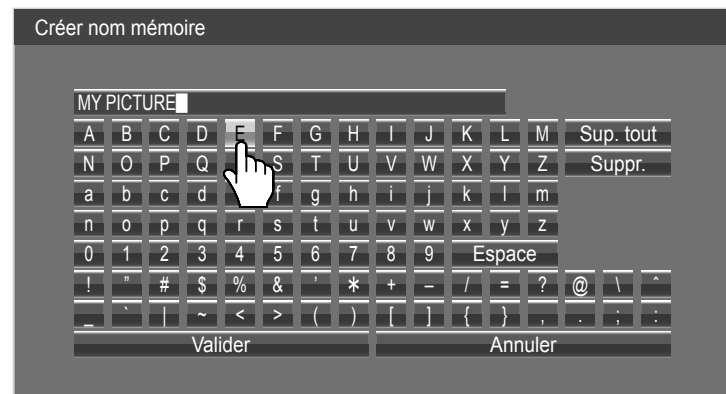 Créer nom mémoire
MY PICTURE
A B C D E F G H I J K L M Sup. tout
N O P Q S T U V W X Y Z Suppr.
a b c d f g h i j k l m
n o p q r s t u v w x y z
0 1 2 3 4 5 6 7 8 9 Espace
! " # $ % & ' * + – / = ? @ \ ^
_ ` | ~ < > ( ) [ ] { } , . ; :
Valider Annuler